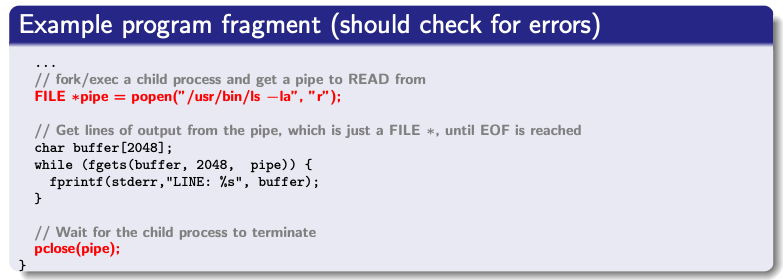 Example program fragment (should check for errors)
...
// fork/exec a child process and get a pipe to READ from
FILE *pipe = popen("/usr/bin/ls −la", "r");
// Get lines of output from the pipe, which is just a FILE *, until EOF is reached
char buffer[2048];
while (fgets(buffer, 2048, pipe)) {
fprintf(stderr,"LINE: %s", buffer);
}
// Wait for the child process to terminate
pclose(pipe);
}